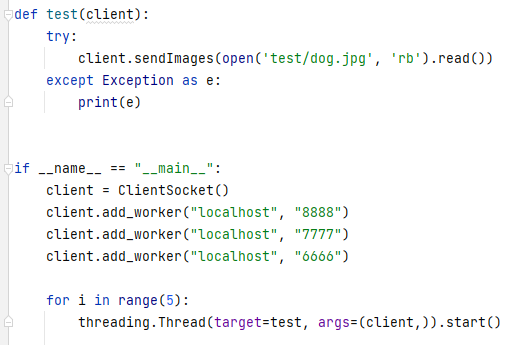 def test(client):
    try:
        client.sendImages(open('test/dog.jpg', 'rb').read())
    except Exception as e:
        print(e)
if __name__ == "__main__":
    client = ClientSocket()
    client.add_worker("localhost", "8888")
    client.add_worker("localhost", "7777")
    client.add_worker("localhost", "6666")
    for i in range(5):
        threading.Thread(target=test, args=(client,)).start()